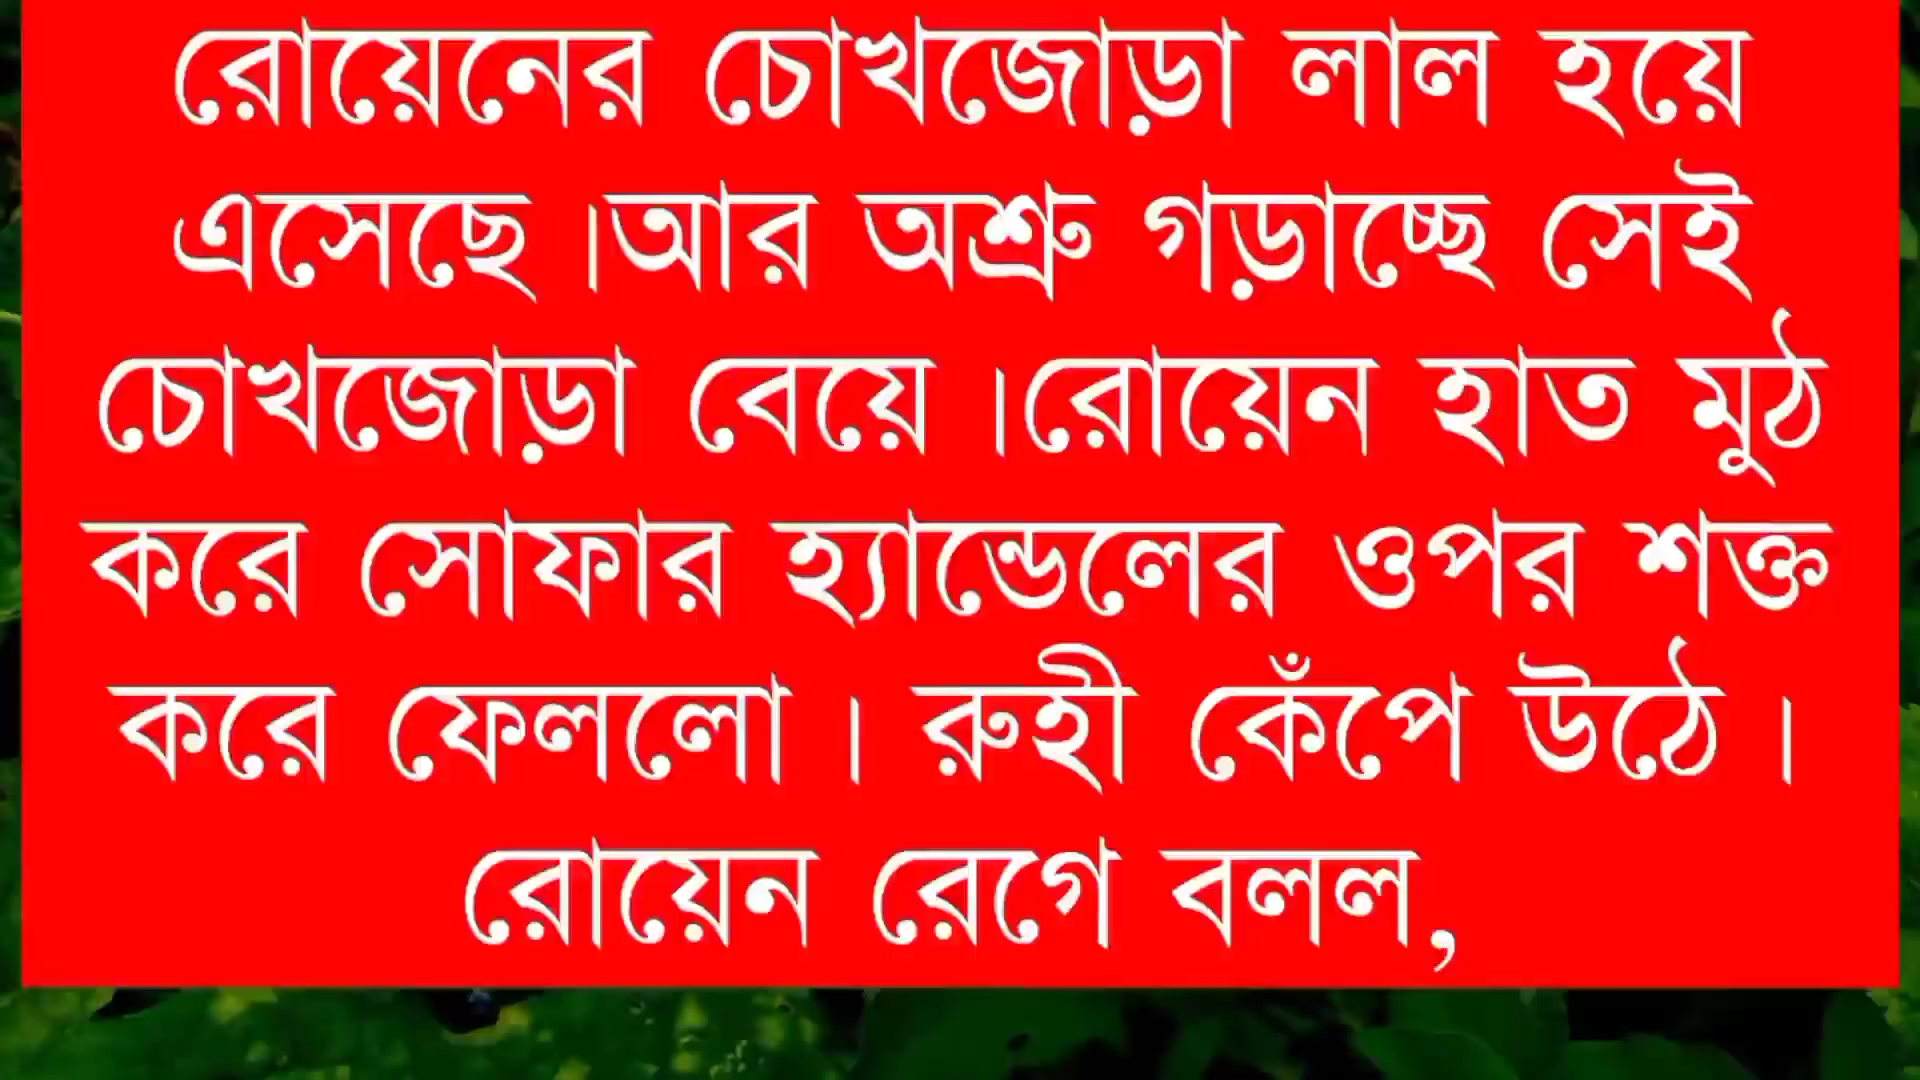 রোয়েনের চোখজোড়া লাল হয়ে
এসেছে।আর অশ্রু গড়াচ্ছে সেই
চোখজোড়া বেয়ে।রোয়েন হাত মুঠ
করে সোফার হ্যান্ডেলের ওপর শক্ত
করে ফেললো। রুহী কেঁপে উঠে।
রোয়েন রেগে বলল,